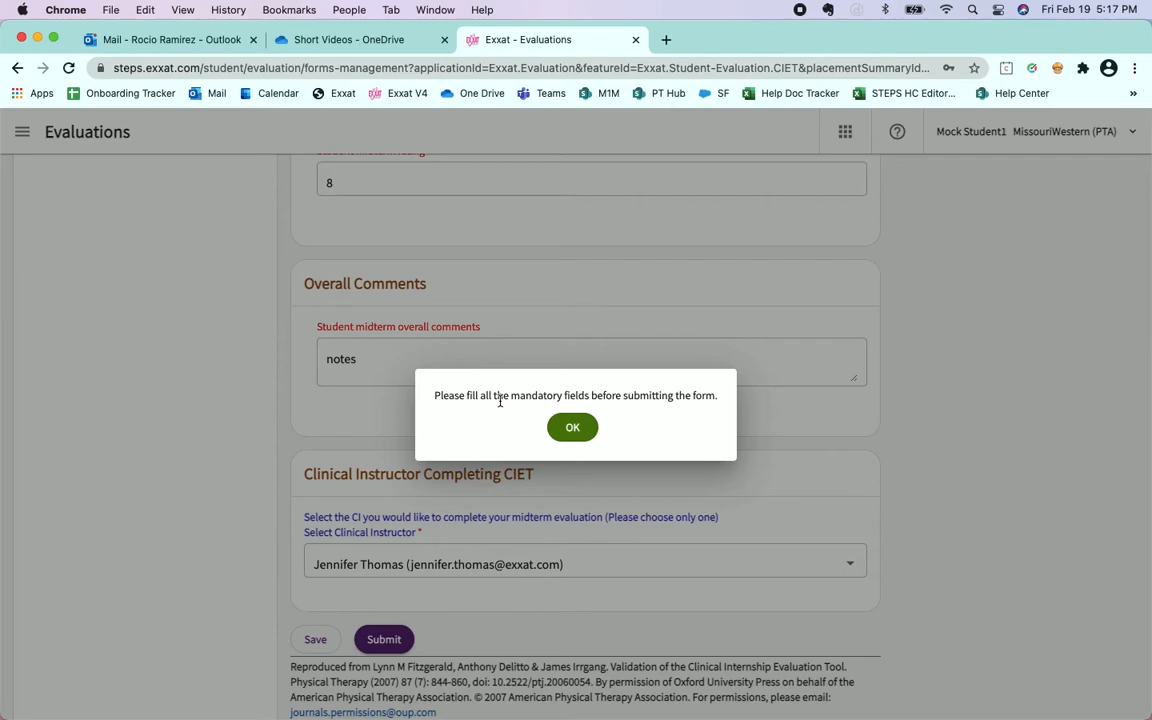 Chrome File Edit View History Bookmarks People Tab Window Help Fri Feb 19 5:17 PM
Mail - Rocio Ramirez - Outlook Short Videos - OneDrive Exxat - Evaluations
steps.exxat.com/student/evaluation/forms-management?applicationId=Exxat.Evaluation&featureId=Exxat.Student-Evaluation.CIET&placementSummaryId...
Apps Onboarding Tracker Mail Calendar Exxat Exxat V4 One Drive Teams M1M PT Hub SF Help Doc Tracker STEPS HC Editor... Help Center »
Evaluations Mock Student1 MissouriWestern (PTA)
8
Overall Comments
Student midterm overall comments
notes
Please fill all the mandatory fields before submitting the form.
OK
Clinical Instructor Completing CIET
Select the CI you would like to complete your midterm evaluation (Please choose only one)
Select Clinical Instructor *
Jennifer Thomas (jennifer.thomas@exxat.com)
Save Submit
Reproduced from Lynn M Fitzgerald, Anthony Delitto & James Irrgang. Validation of the Clinical Internship Evaluation Tool.
Physical Therapy (2007) 87 (7): 844-860, doi: 10.2522/ptj.20060054. By permission of Oxford University Press on behalf of the
American Physical Therapy Association. © 2007 American Physical Therapy Association. For permissions, please email:
journals.permissions@oup.com